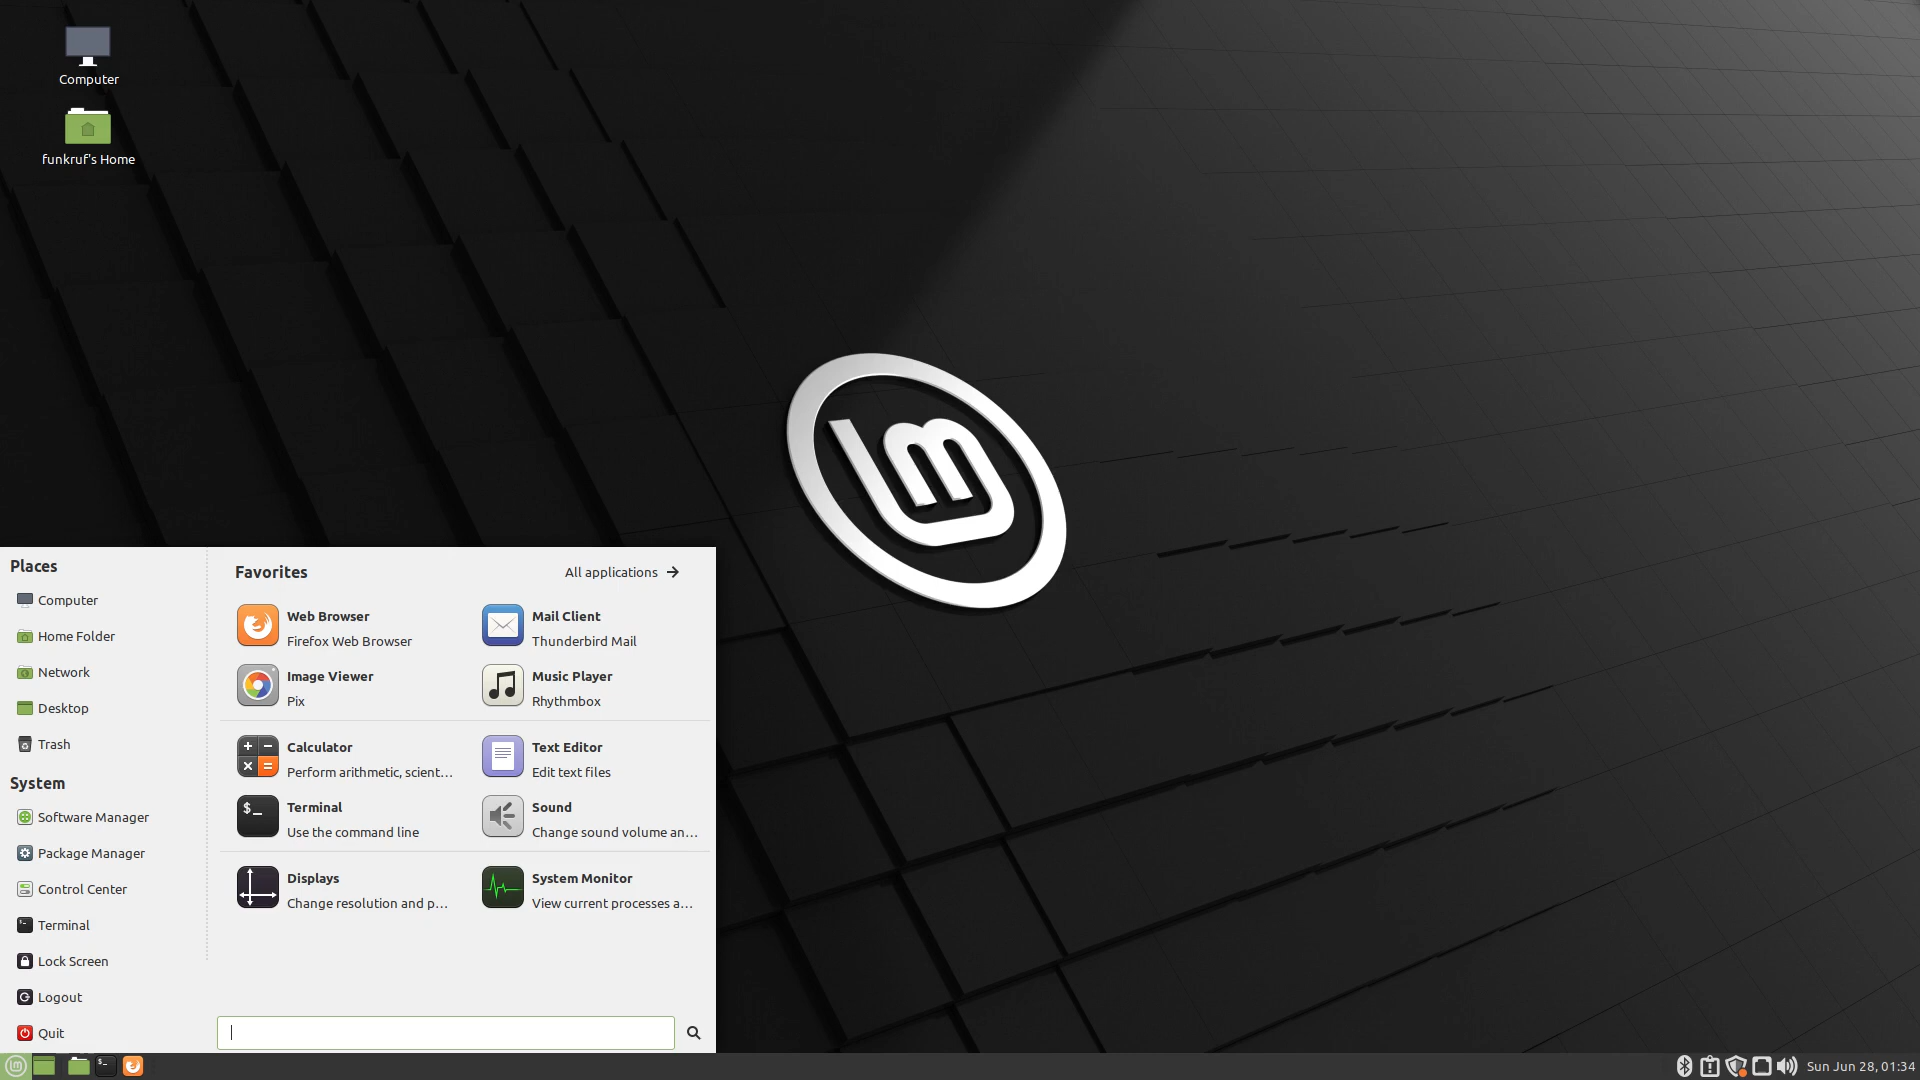 Computer
funkruf's Home
Places
Computer
Home Folder
Network
Desktop
Trash
System
Software Manager
Package Manager
Control Center
Terminal
Lock Screen
Logout
Quit
Favorites
All applications
Web Browser
Firefox Web Browser
Mail Client
Thunderbird Mail
Image Viewer
Pix
Music Player
Rhythmbox
Calculator
Perform arithmetic, scient...
Text Editor
Edit text files
Terminal
Use the command line
Sound
Change sound volume an...
Displays
Change resolution and p...
System Monitor
View current processes a...
Sun Jun 28, 01:34